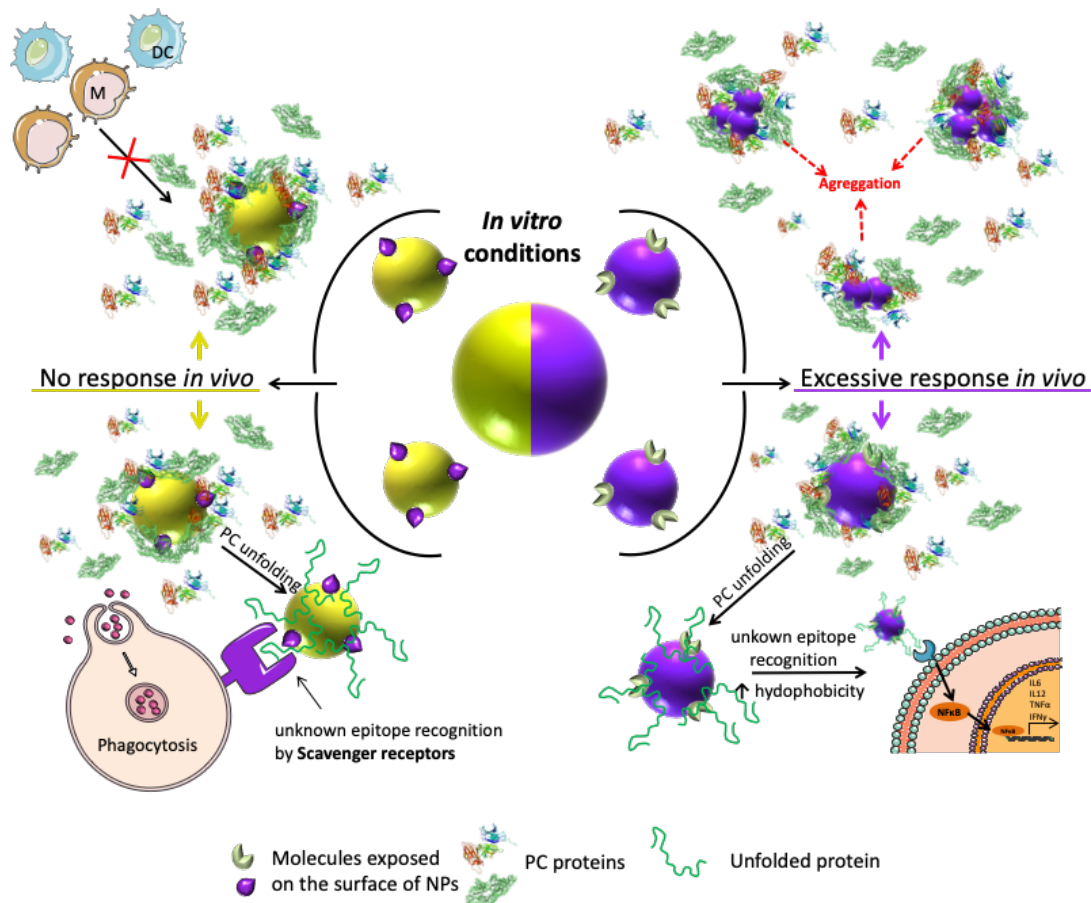 DC
M
In vitro
conditions
Agreggation
No response in vivo
Excessive response in vivo
PC unfolding
Phagocytosis
unknown epitope recognition
by Scavenger receptors
PC unfolding
unkown epitope
recognition
hydophobicity
IL6
IL12
TNFα
IFNγ
NFκB
NFκB
Molecules exposed
on the surface of NPs
PC proteins
Unfolded protein